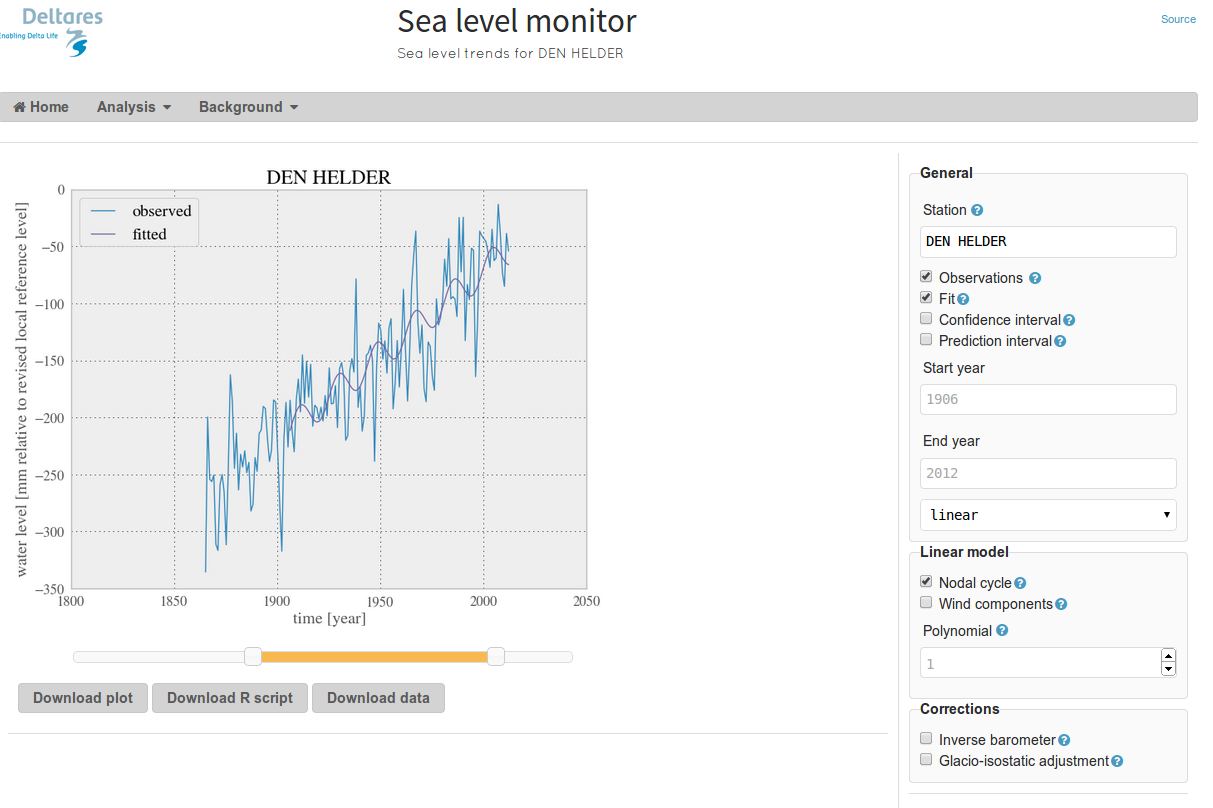 Deltares
Enabling Delta Life
Sea level monitor
Sea level trends for DEN HELDER
Source
Home Analysis Background
DEN HELDER
observed
fitted
0
−50
−100
−150
−200
−250
−300
−350
water level [mm relative to revised local reference level]
1800 1850 1900 1950 2000 2050
time [year]
Download plot Download R script Download data
General
Station ?
DEN HELDER
Observations ?
Fit ?
Confidence interval ?
Prediction interval ?
Start year
1906
End year
2012
linear
Linear model
Nodal cycle ?
Wind components ?
Polynomial ?
1
Corrections
Inverse barometer ?
Glacio-isostatic adjustment ?